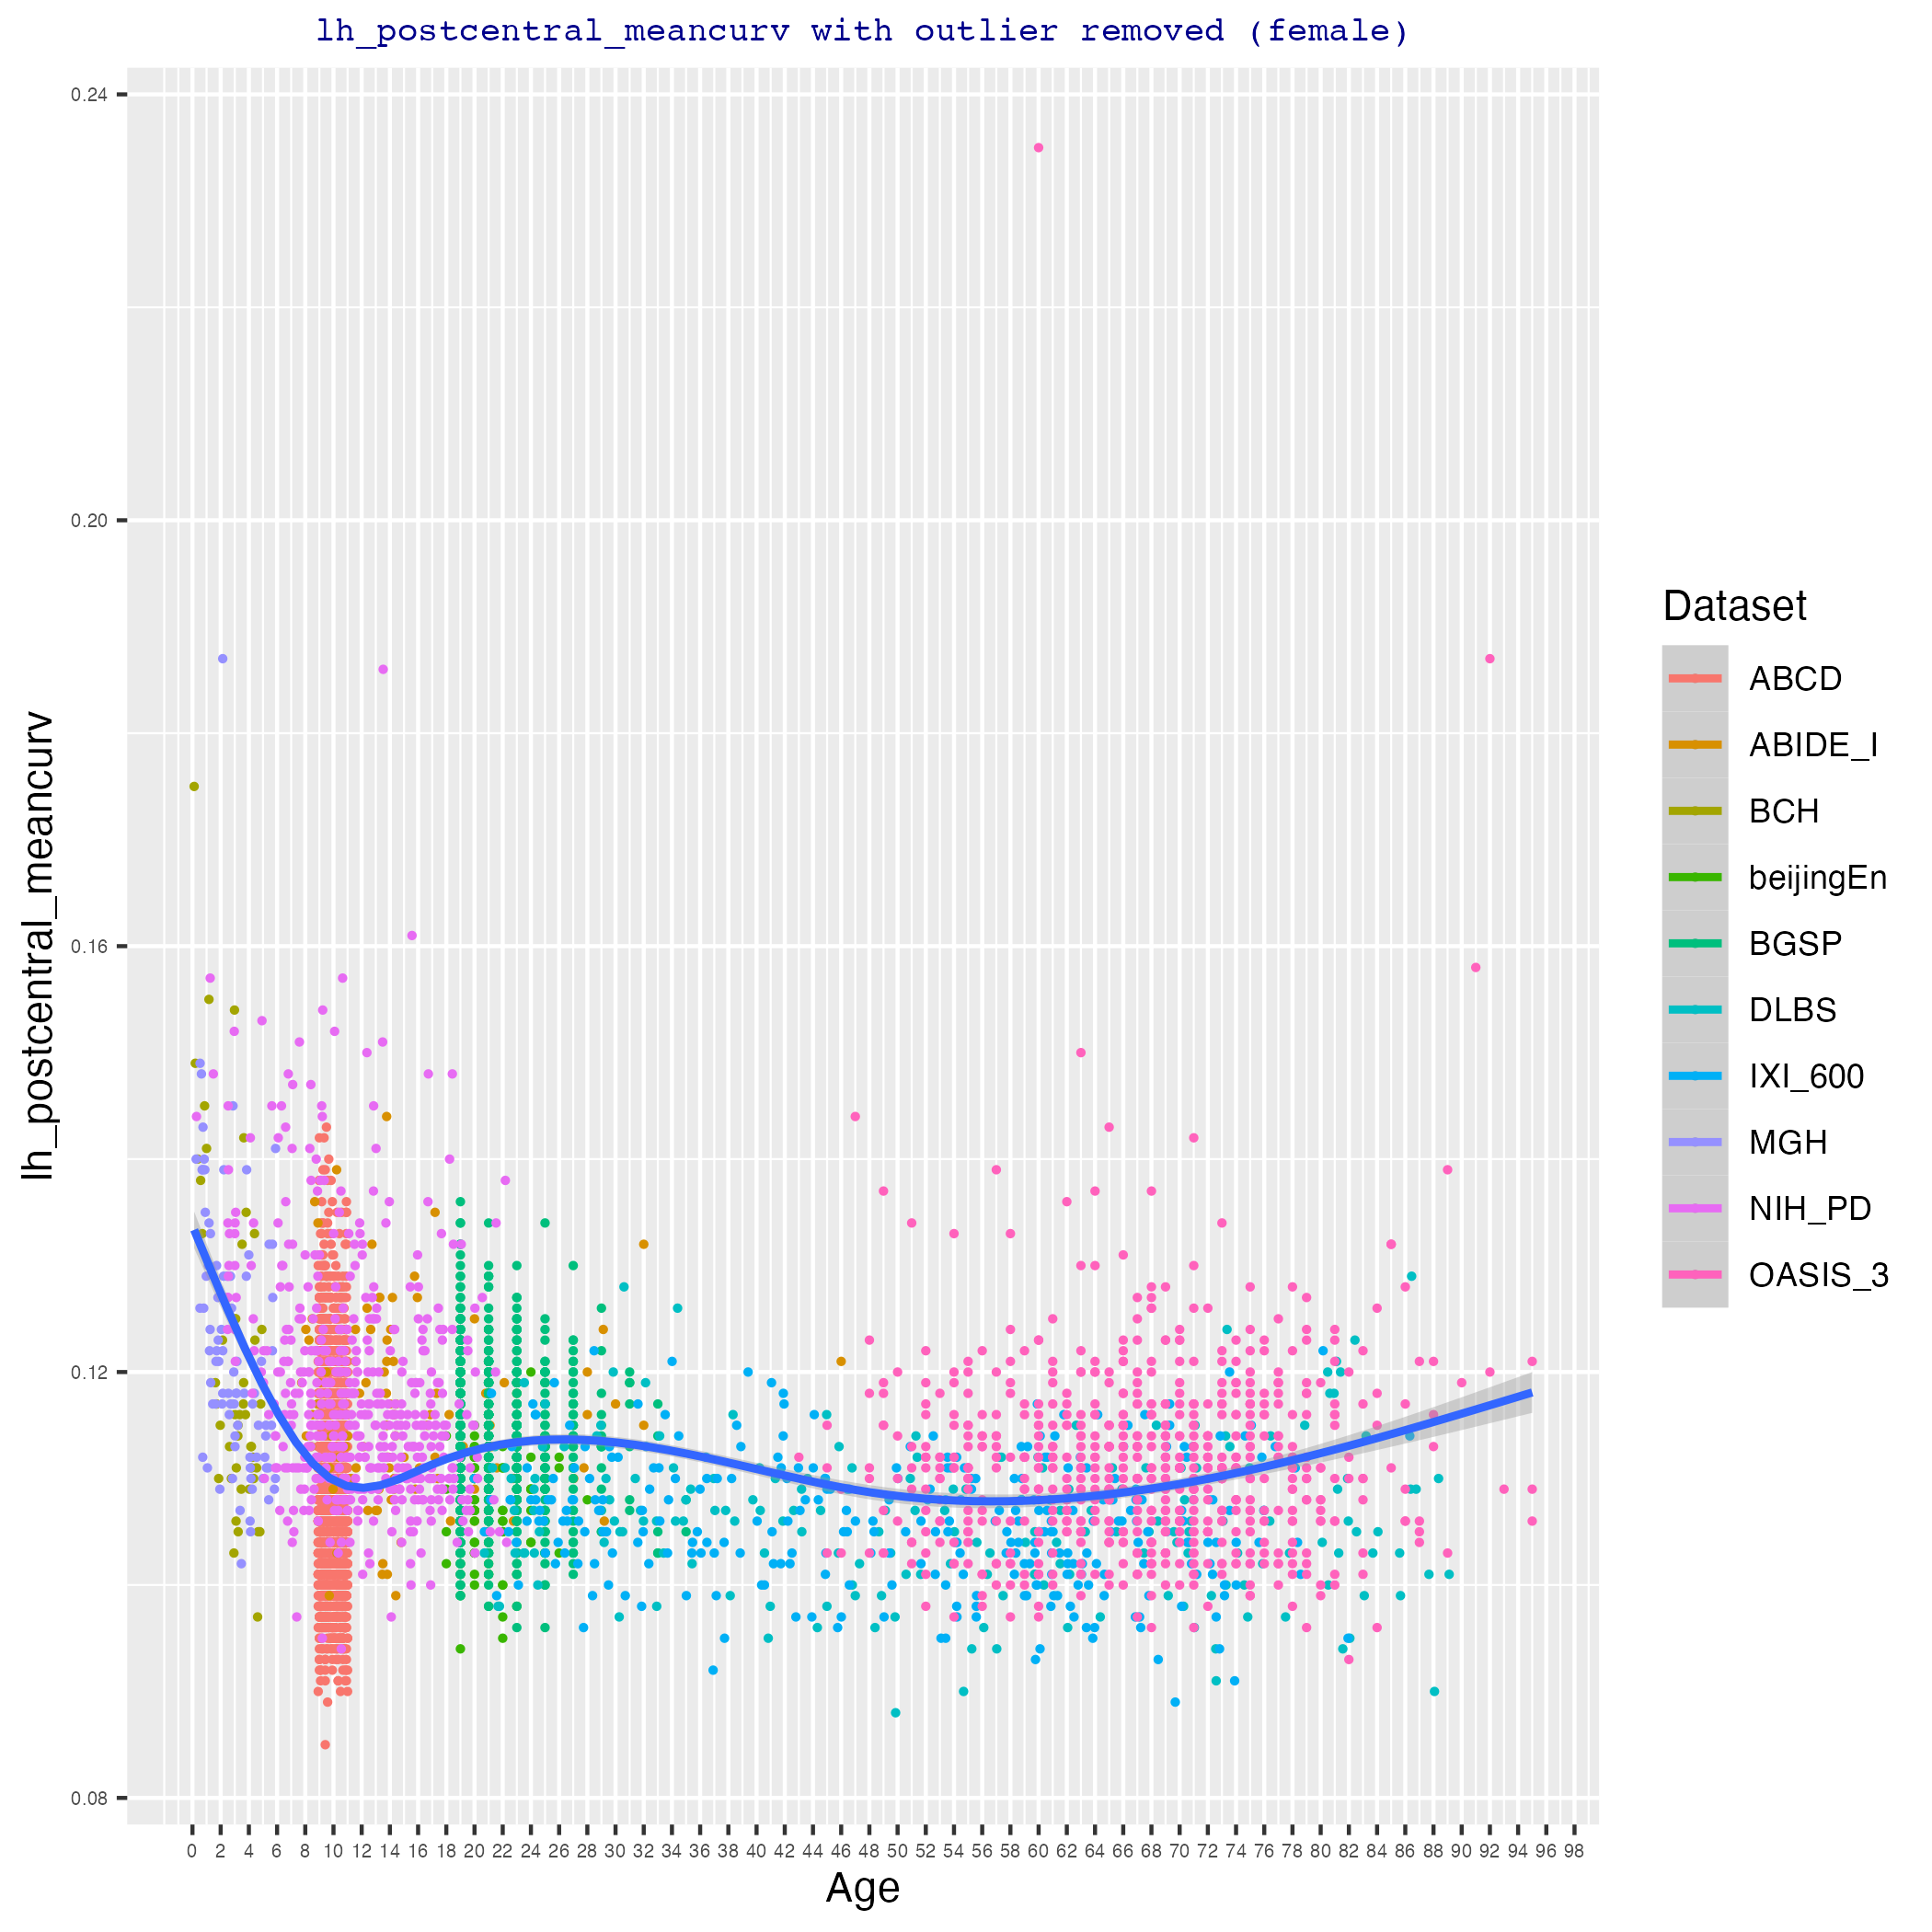 lh_postcentral_meancurv with outlier removed (female)
0.24
0.20
0.16
0.12
0.08
lh_postcentral_meancurv
0 2 4 6 8 10 12 14 16 18 20 22 24 26 28 30 32 34 36 38 40 42 44 46 48 50 52 54 56 58 60 62 64 66 68 70 72 74 76 78 80 82 84 86 88 90 92 94 96 98
Age
Dataset
ABCD
ABIDE_I
BCH
beijingEn
BGSP
DLBS
IXI_600
MGH
NIH_PD
OASIS_3